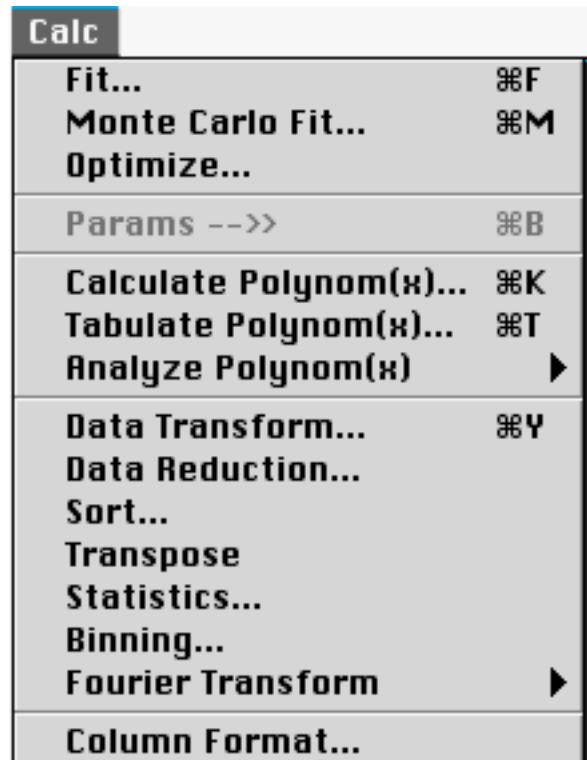 Calc
Fit... ⌘F
Monte Carlo Fit... ⌘M
Optimize...
Params -->> ⌘B
Calculate Polynom(x)... ⌘K
Tabulate Polynom(x)... ⌘T
Analyze Polynom(x)
Data Transform... ⌘Y
Data Reduction...
Sort...
Transpose
Statistics...
Binning...
Fourier Transform
Column Format...